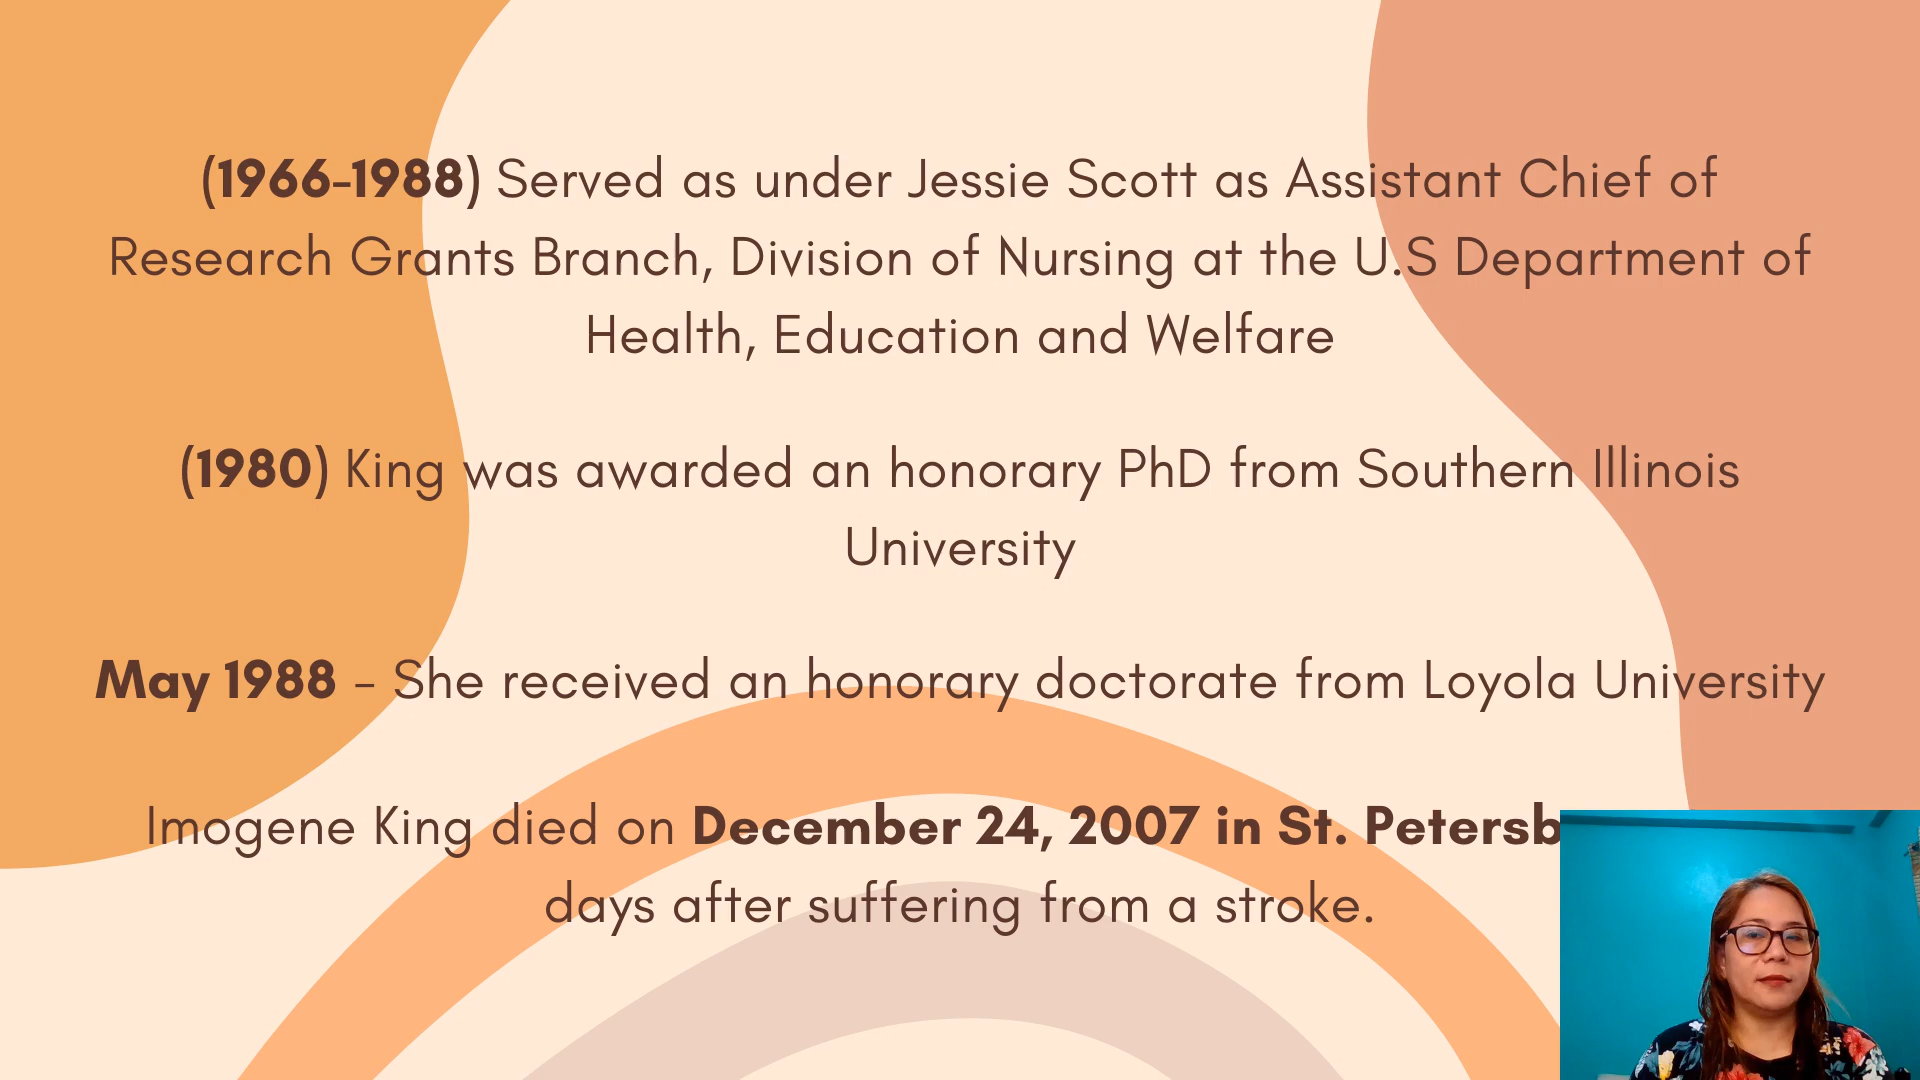 (1966-1988) Served as under Jessie Scott as Assistant Chief of
Research Grants Branch, Division of Nursing at the U.S Department of
Health, Education and Welfare
(1980) King was awarded an honorary PhD from Southern Illinois
University
May 1988 - She received an honorary doctorate from Loyola University
Imogene King died on December 24, 2007 in St.
days after suffering from a stroke.